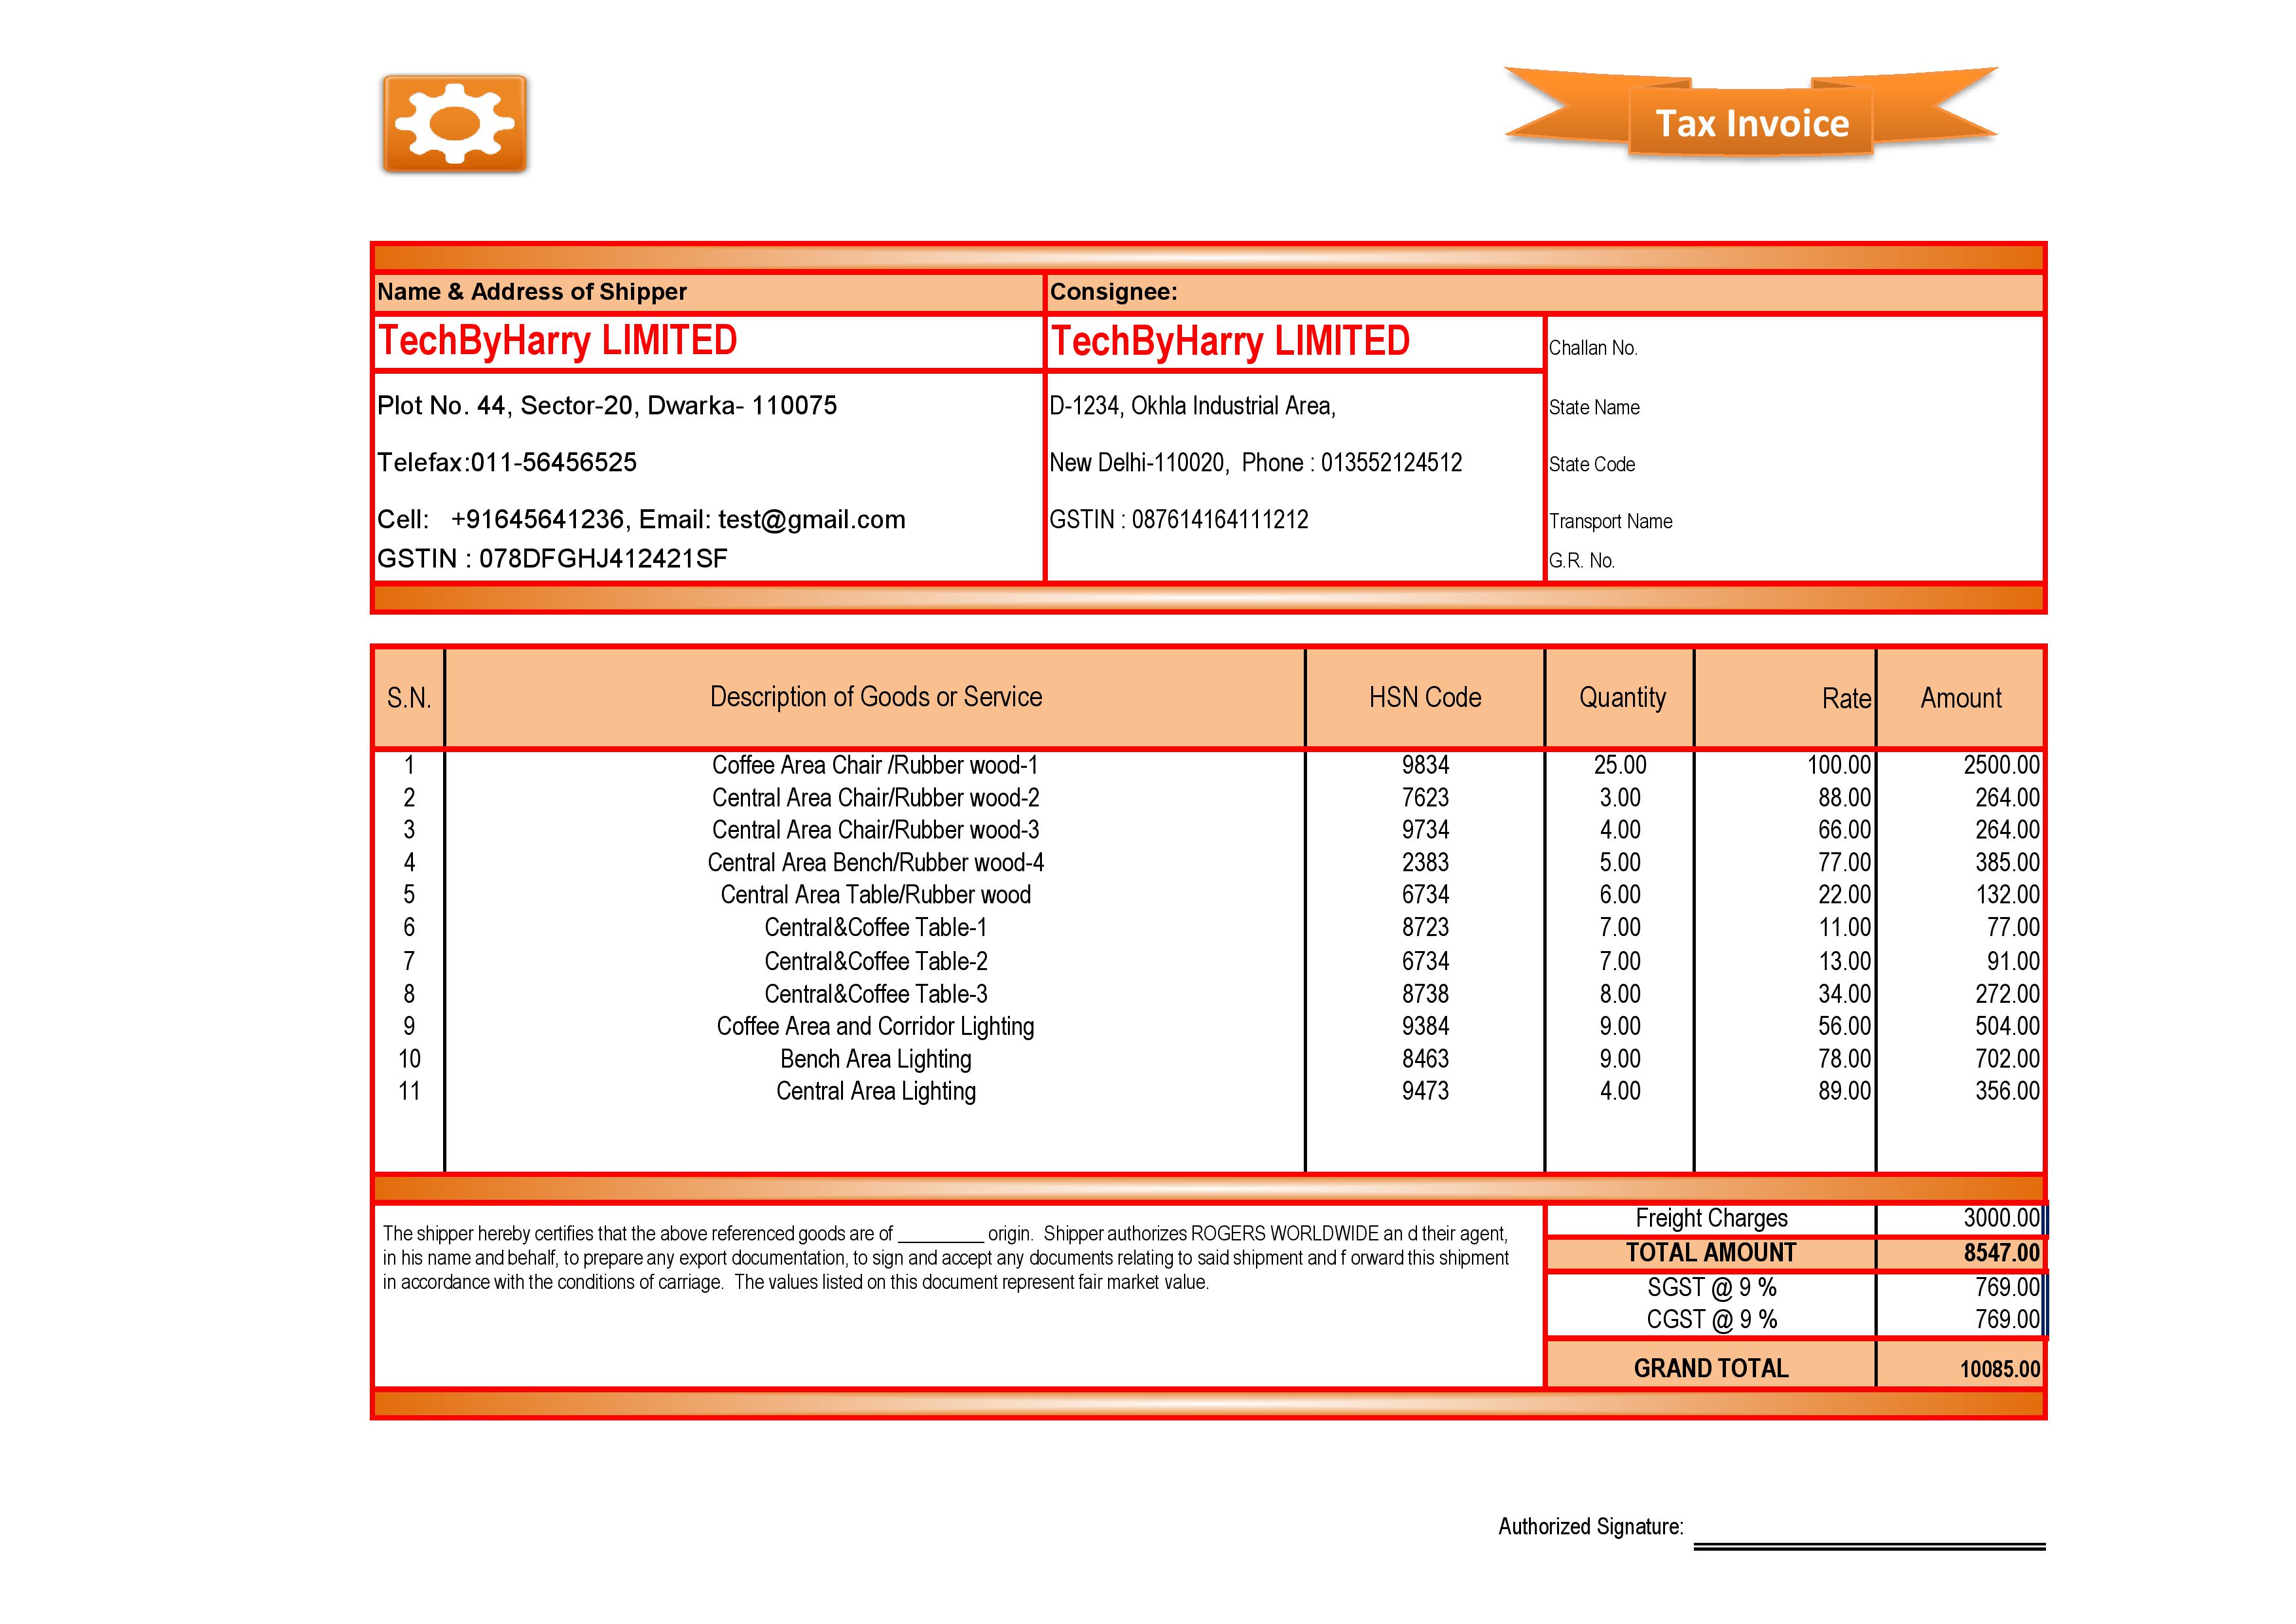 Tax Invoice
Name & Address of Shipper
Consignee:
TechByHarry LIMITED
TechByHarry LIMITED
Challan No.
Plot No. 44, Sector-20, Dwarka- 110075
D-1234, Okhla Industrial Area,
State Name
Telefax:011-56456525
New Delhi-110020,  Phone : 013552124512
State Code
Cell:   +91645641236, Email: test@gmail.com
GSTIN : 087614164111212
Transport Name
GSTIN : 078DFGHJ412421SF
G.R. No.
S.N. Description of Goods or Service HSN Code Quantity Rate Amount
1 Coffee Area Chair /Rubber wood-1 9834 25.00 100.00 2500.00
2 Central Area Chair/Rubber wood-2 7623 3.00 88.00 264.00
3 Central Area Chair/Rubber wood-3 9734 4.00 66.00 264.00
4 Central Area Bench/Rubber wood-4 2383 5.00 77.00 385.00
5 Central Area Table/Rubber wood 6734 6.00 22.00 132.00
6 Central&Coffee Table-1 8723 7.00 11.00 77.00
7 Central&Coffee Table-2 6734 7.00 13.00 91.00
8 Central&Coffee Table-3 8738 8.00 34.00 272.00
9 Coffee Area and Corridor Lighting 9384 9.00 56.00 504.00
10 Bench Area Lighting 8463 9.00 78.00 702.00
11 Central Area Lighting 9473 4.00 89.00 356.00
The shipper hereby certifies that the above referenced goods are of _________ origin.  Shipper authorizes ROGERS WORLDWIDE an d their agent,
in his name and behalf, to prepare any export documentation, to sign and accept any documents relating to said shipment and f orward this shipment
in accordance with the conditions of carriage.  The values listed on this document represent fair market value.
Freight Charges 3000.00
TOTAL AMOUNT 8547.00
SGST @ 9 % 769.00
CGST @ 9 % 769.00
GRAND TOTAL 10085.00
Authorized Signature: